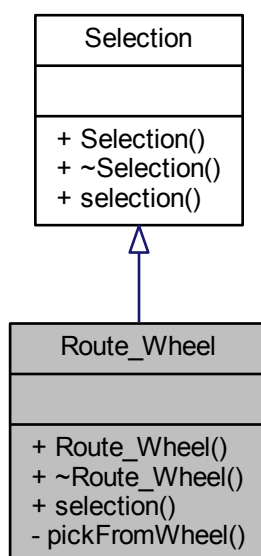 Selection
+ Selection()
+ ~Selection()
+ selection()
Route_Wheel
+ Route_Wheel()
+ ~Route_Wheel()
+ selection()
- pickFromWheel()